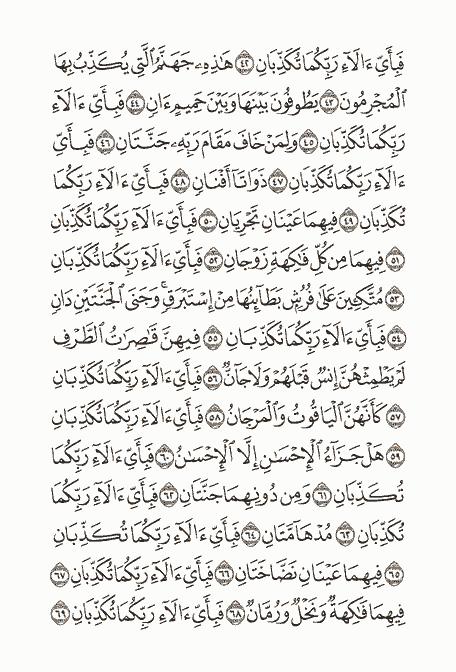 فَبِأَيِّ ءَالَآءِ رَبِّكُمَا تُكَذِّبَانِ ٤٢ هَٰذِهِۦ جَهَنَّمُ ٱلَّتِي يُكَذِّبُ بِهَا
ٱلْمُجْرِمُونَ ٤٣ يَطُوفُونَ بَيْنَهَا وَبَيْنَ حَمِيمٍ ءَانٍ ٤٤ فَبِأَيِّ ءَالَآءِ
رَبِّكُمَا تُكَذِّبَانِ ٤٥ وَلِمَنْ خَافَ مَقَامَ رَبِّهِۦ جَنَّتَانِ ٤٦ فَبِأَيِّ
ءَالَآءِ رَبِّكُمَا تُكَذِّبَانِ ٤٧ ذَوَاتَآ أَفْنَانٍ ٤٨ فَبِأَيِّ ءَالَآءِ رَبِّكُمَا
تُكَذِّبَانِ ٤٩ فِيهِمَا عَيْنَانِ تَجْرِيَانِ ٥٠ فَبِأَيِّ ءَالَآءِ رَبِّكُمَا تُكَذِّبَانِ
٥١ فِيهِمَا مِن كُلِّ فَٰكِهَةٍ زَوْجَانِ ٥٢ فَبِأَيِّ ءَالَآءِ رَبِّكُمَا تُكَذِّبَانِ
٥٣ مُتَّكِـِٔينَ عَلَىٰ فُرُشٍۭ بَطَآئِنُهَا مِنْ إِسْتَبْرَقٍ ۚ وَجَنَى ٱلْجَنَّتَيْنِ دَانٍ
٥٤ فَبِأَيِّ ءَالَآءِ رَبِّكُمَا تُكَذِّبَانِ ٥٥ فِيهِنَّ قَٰصِرَٰتُ ٱلطَّرْفِ
لَمْ يَطْمِثْهُنَّ إِنسٌ قَبْلَهُمْ وَلَا جَآنٌّ ٥٦ فَبِأَيِّ ءَالَآءِ رَبِّكُمَا تُكَذِّبَانِ
٥٧ كَأَنَّهُنَّ ٱلْيَاقُوتُ وَٱلْمَرْجَانُ ٥٨ فَبِأَيِّ ءَالَآءِ رَبِّكُمَا تُكَذِّبَانِ
٥٩ هَلْ جَزَآءُ ٱلْإِحْسَٰنِ إِلَّا ٱلْإِحْسَٰنُ ٦٠ فَبِأَيِّ ءَالَآءِ رَبِّكُمَا
تُكَذِّبَانِ ٦١ وَمِن دُونِهِمَا جَنَّتَانِ ٦٢ فَبِأَيِّ ءَالَآءِ رَبِّكُمَا
تُكَذِّبَانِ ٦٣ مُدْهَآمَّتَانِ ٦٤ فَبِأَيِّ ءَالَآءِ رَبِّكُمَا تُكَذِّبَانِ
٦٥ فِيهِمَا عَيْنَانِ نَضَّاخَتَانِ ٦٦ فَبِأَيِّ ءَالَآءِ رَبِّكُمَا تُكَذِّبَانِ ٦٧
فِيهِمَا فَٰكِهَةٌ وَنَخْلٌ وَرُمَّانٌ ٦٨ فَبِأَيِّ ءَالَآءِ رَبِّكُمَا تُكَذِّبَانِ ٦٩